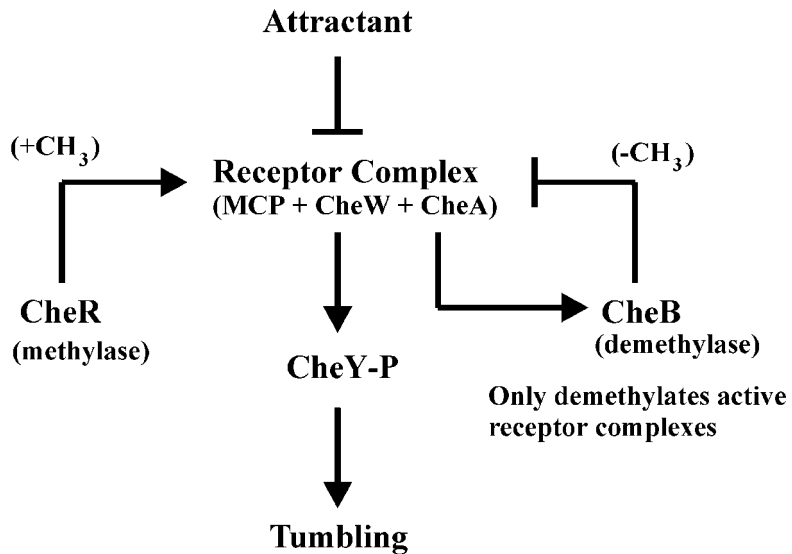 Attractant
(+CH3)
(-CH3)
Receptor Complex
(MCP + CheW + CheA)
CheR
(methylase)
CheB
(demethylase)
CheY-P
Only demethylates active
receptor complexes
Tumbling